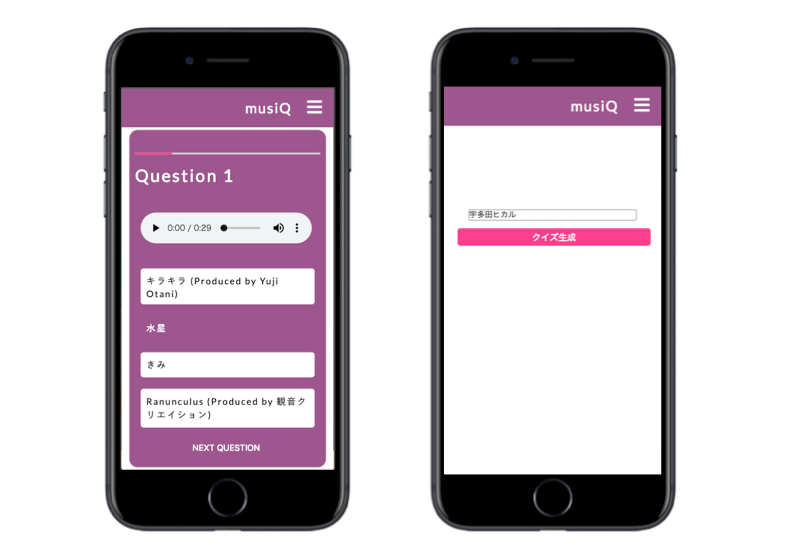 musiQ
Question 1
0:00 / 0:29
キラキラ (Produced by Yuji
Otani)
水星
きみ
Ranunculus (Produced by 観音ク
リエイション)
NEXT QUESTION
musiQ
宇多田ヒカル
クイズ生成